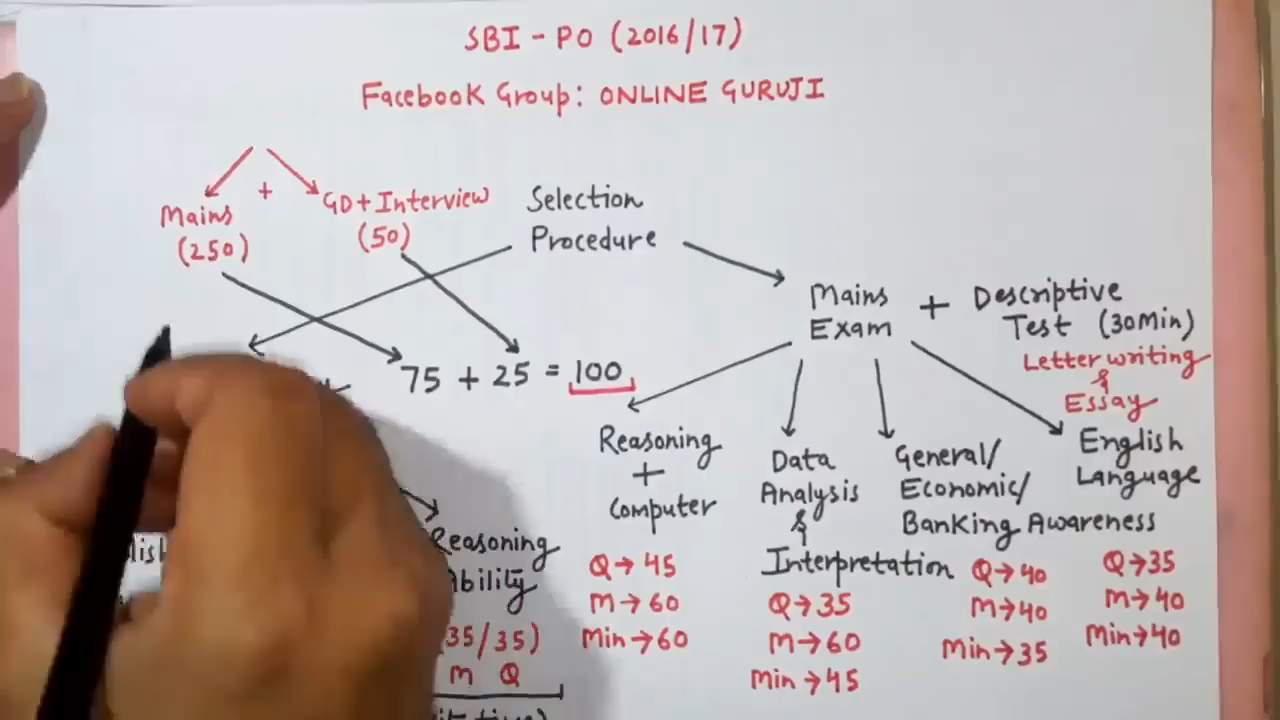 SBI - PO (2016/17)
Facebook Group: ONLINE GURUJI
Mains
(250)
+
GD + Interview
(50)
Selection
Procedure
75 + 25 = 100
Mains
Exam
+
Descriptive
Test (30Min)
Letter writing
&
Essay
Reasoning
+
Computer
Q→45
M→60
Min→60
Data
Analysis
&
Interpretation
Q→35
M→60
Min→45
General/
Economic/
Banking Awareness
Q→40
M→40
Min→35
English
Language
Q→35
M→40
Min→40
Reasoning
Ability
(35/35)
M Q